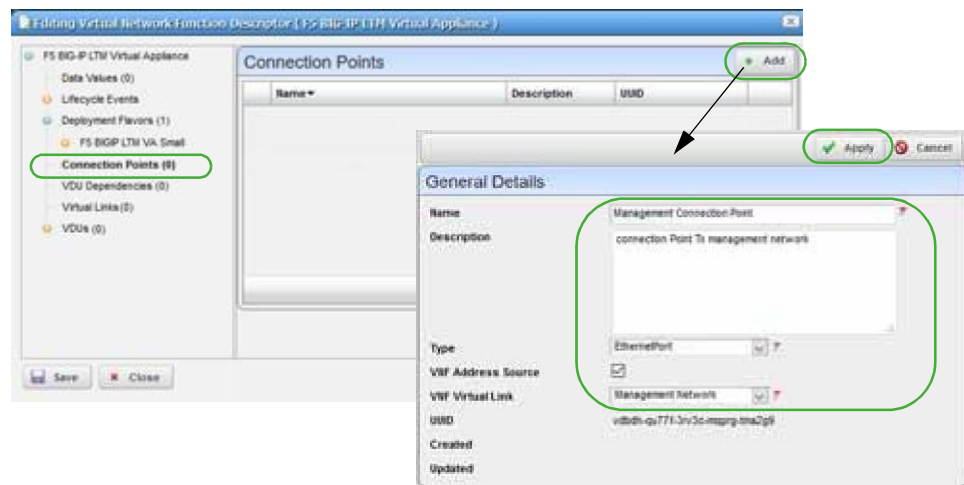 Editing Virtual Network Function Descriptor ( F5 BIG-IP LTM Virtual Appliance )
F5 BIG-IP LTM Virtual Appliance
Data Values (0)
Lifecycle Events
Deployment Flavors (1)
F5 BIGIP LTM VA Small
Connection Points (0)
VDU Dependencies (0)
Virtual Links (0)
VDUs (0)
Save
Close
Connection Points
Add
Name
Description
UUID
Apply
Cancel
General Details
Name
Management Connection Point
Description
connection Point To management network
Type
EthernetPort
VNF Address Source
VNF Virtual Link
Management Network
UUID
Created
Updated